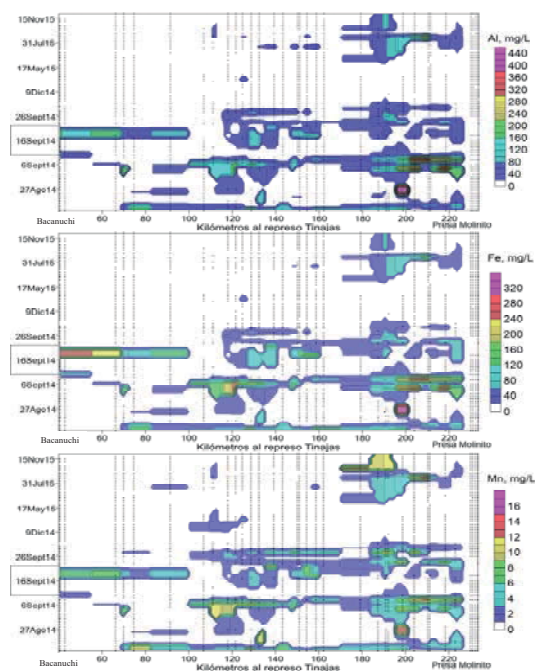 15Nov15
31Jul15
17May15
9Dic14
26Sept14
16Sept14
6Sept14
27Ago14
Bacanuchi
60 80 100 120 140 160 180 200 220
Kilómetros al represo Tinajas
Presa Molinito
Al, mg/L
440
400
360
320
280
240
200
160
120
80
40
0
15Nov15
31Jul15
17May15
9Dic14
26Sept14
16Sept14
6Sept14
27Ago14
Bacanuchi
60 80 100 120 140 160 180 200 220
Kilómetros al represo Tinajas
Presa Molinito
Fe, mg/L
320
280
240
200
160
120
80
40
0
15Nov15
31Jul15
17May15
9Dic14
26Sept14
16Sept14
6Sept14
27Ago14
Bacanuchi
60 80 100 120 140 160 180 200 220
Kilómetros al represo Tinajas
Presa Molinito
Mn, mg/L
16
14
12
10
8
6
4
2
0